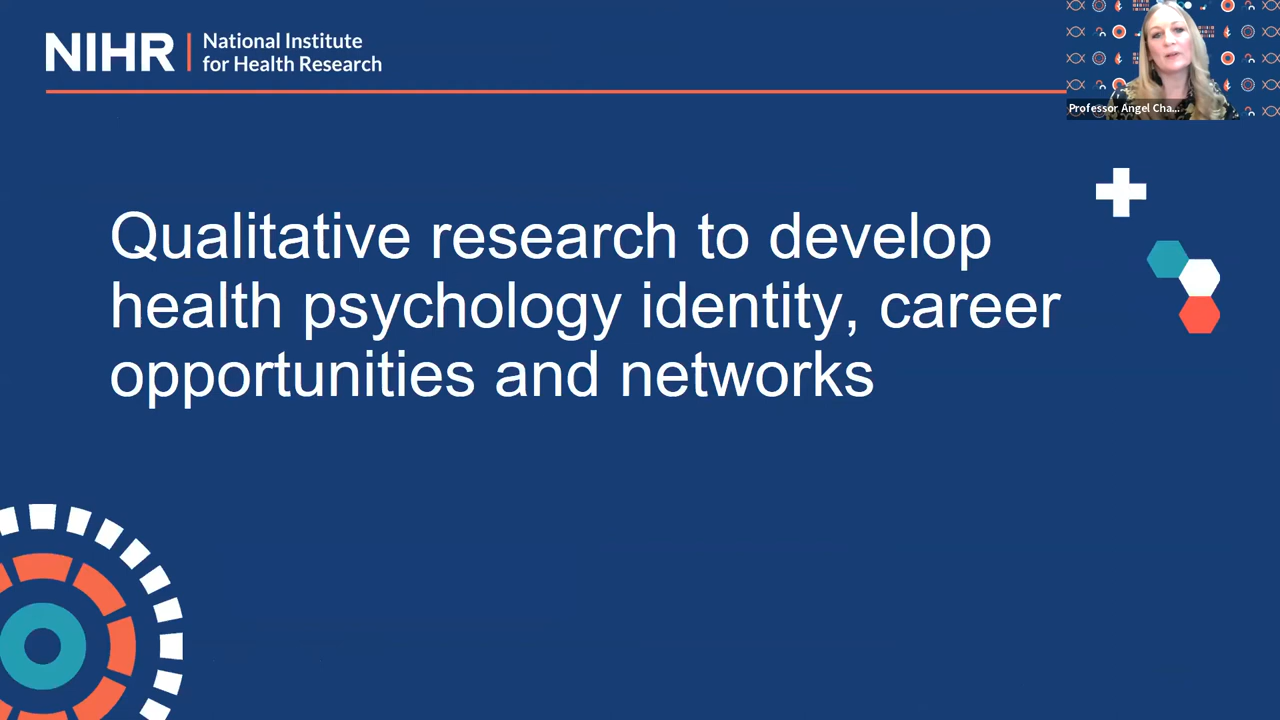 NIHR | National Institute
for Health Research
Professor Angel Cha...
Qualitative research to develop
health psychology identity, career
opportunities and networks